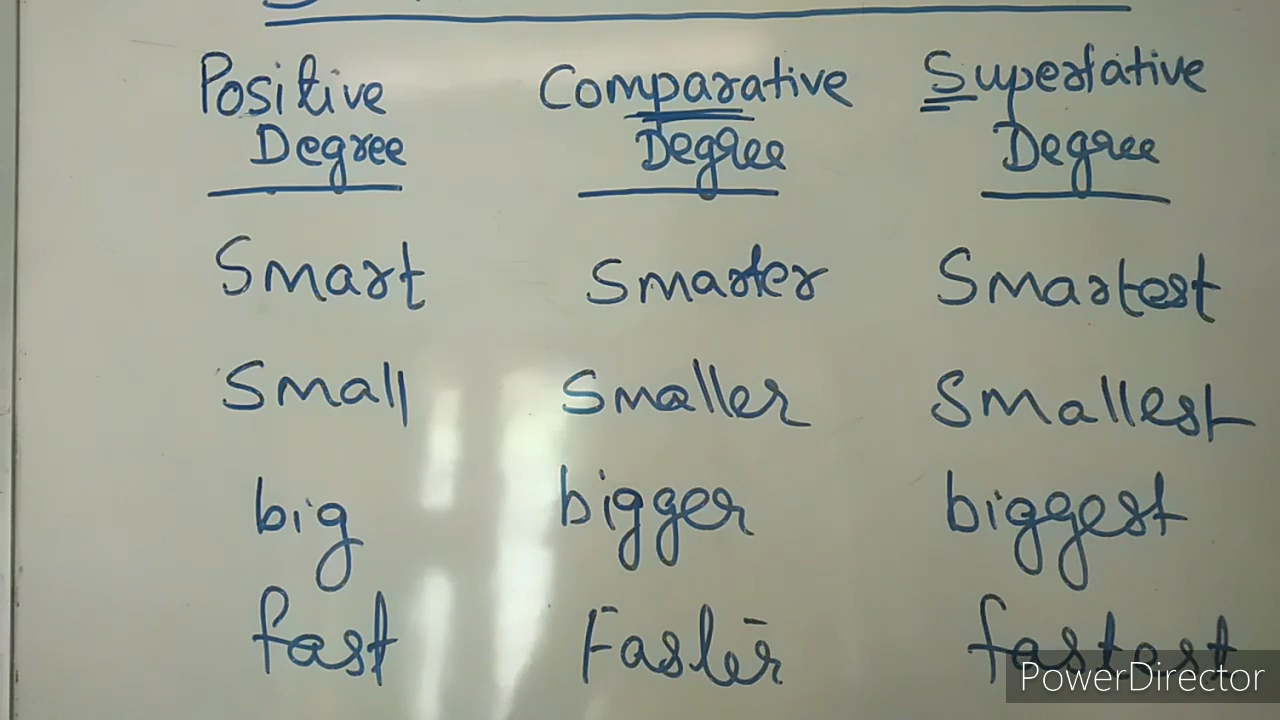 Positive Comparative Superlative
Degree Degree Degree
Smart Smarter Smartest
Small Smaller Smallest
big bigger biggest
fast Faster fastest
PowerDirector